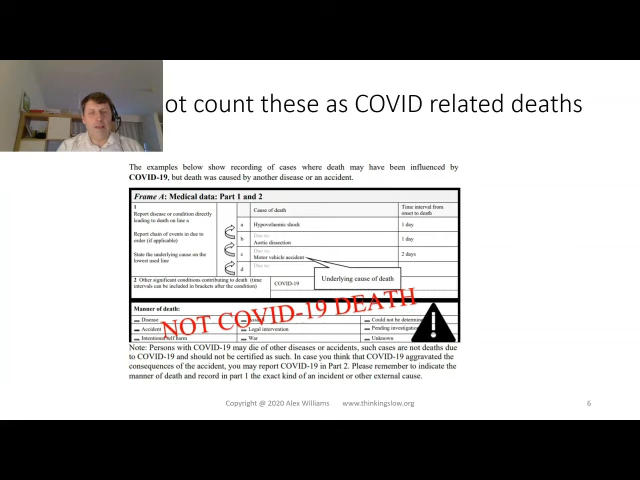 ot count these as COVID related deaths
The examples below show recording of cases where death may have been influenced by
COVID-19, but death was caused by another disease or an accident.
Frame A: Medical data: Part 1 and 2
1
Report disease or condition directly
leading to death on line a
Report chain of events in due to
order (if applicable)
State the underlying cause on the
lowest used line
Cause of death
Time interval from
onset to death
a Hypovolaemic shock 1 day
b Due to:
Aortic dissection 1 day
c Due to:
Motor vehicle accident 2 days
d Due to:
Underlying cause of death
2 Other significant conditions contributing to death (time
intervals can be included in brackets after the condition)
COVID-19
Manner of death:
Disease
Could not be determined
Accident
Legal intervention
Pending investigation
Intentional self harm
War
Unknown
NOT COVID-19 DEATH
Note: Persons with COVID-19 may die of other diseases or accidents, such cases are not deaths due
to COVID-19 and should not be certified as such. In case you think that COVID-19 aggravated the
consequences of the accident, you may report COVID-19 in Part 2. Please remember to indicate the
manner of death and record in part 1 the exact kind of an incident or other external cause.
Copyright @ 2020 Alex Williams www.thinkingslow.org
6